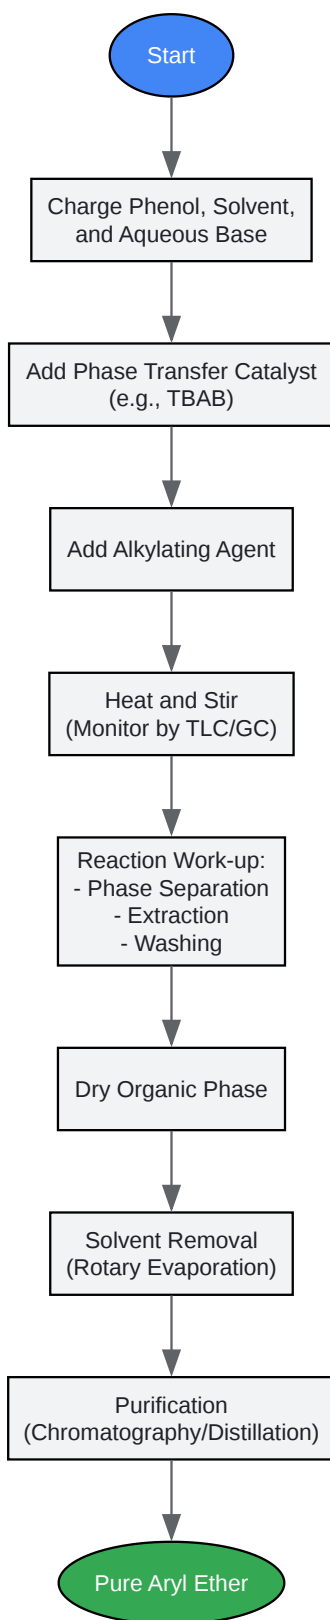 Start
Charge Phenol, Solvent,
and Aqueous Base
Add Phase Transfer Catalyst
(e.g., TBAB)
Add Alkylating Agent
Heat and Stir
(Monitor by TLC/GC)
Reaction Work-up:
- Phase Separation
- Extraction
- Washing
Dry Organic Phase
Solvent Removal
(Rotary Evaporation)
Purification
(Chromatography/Distillation)
Pure Aryl Ether